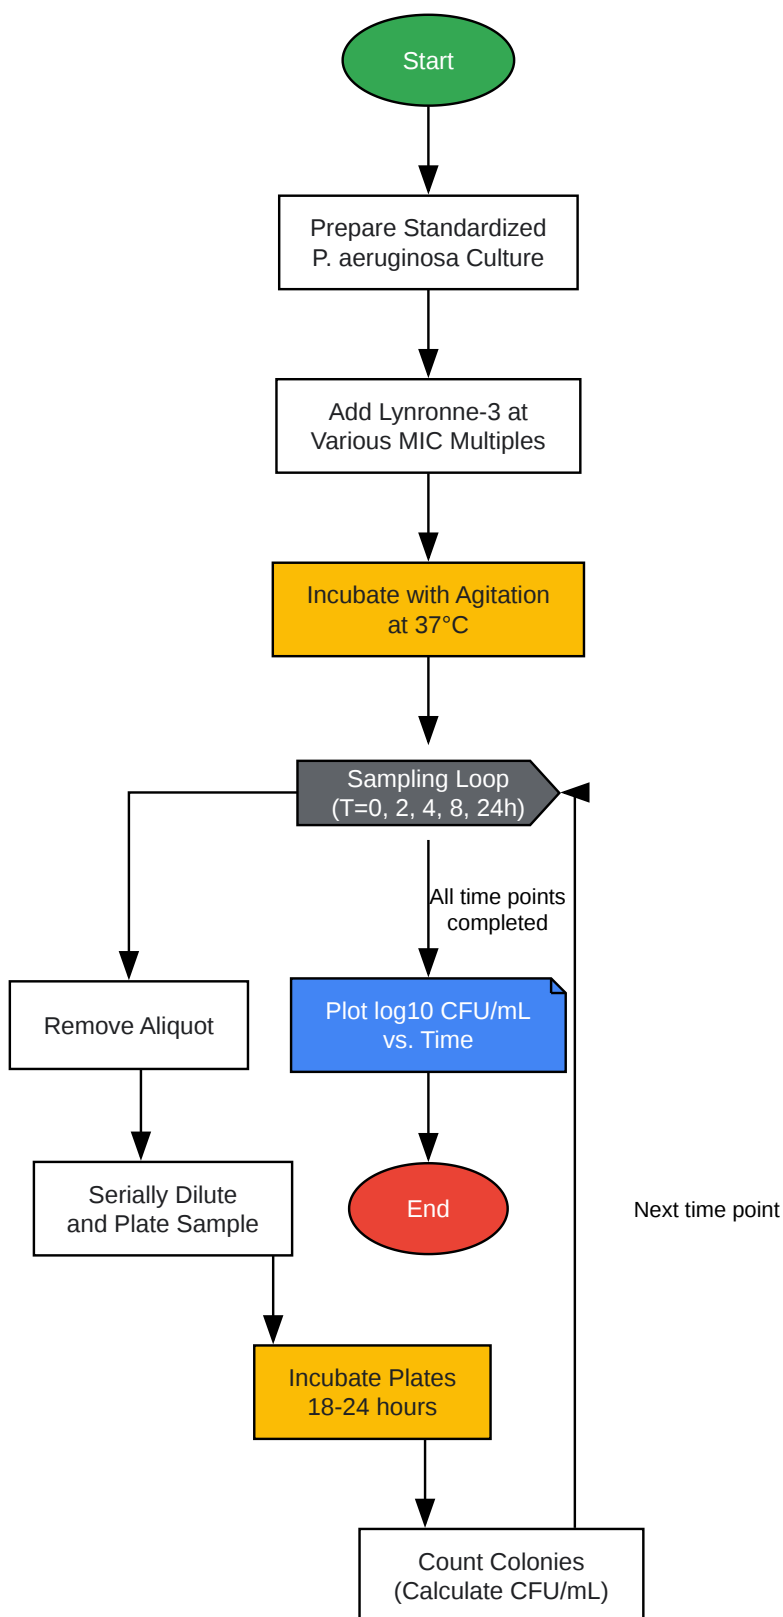 Start
Prepare Standardized
P. aeruginosa Culture
Add Lynronne-3 at
Various MIC Multiples
Incubate with Agitation
at 37°C
Sampling Loop
(T=0, 2, 4, 8, 24h)
All time points
completed
Remove Aliquot
Plot log10 CFU/mL
vs. Time
Serially Dilute
and Plate Sample
End
Next time point
Incubate Plates
18-24 hours
Count Colonies
(Calculate CFU/mL)